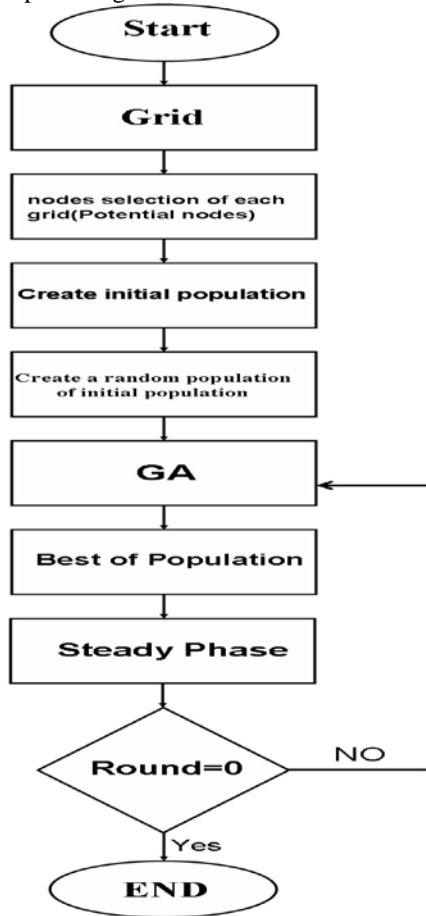 Start
Grid
nodes selection of each
grid(Potential nodes)
Create initial population
Create a random population
of initial population
GA
Best of Population
Steady Phase
Round=0
NO
Yes
END